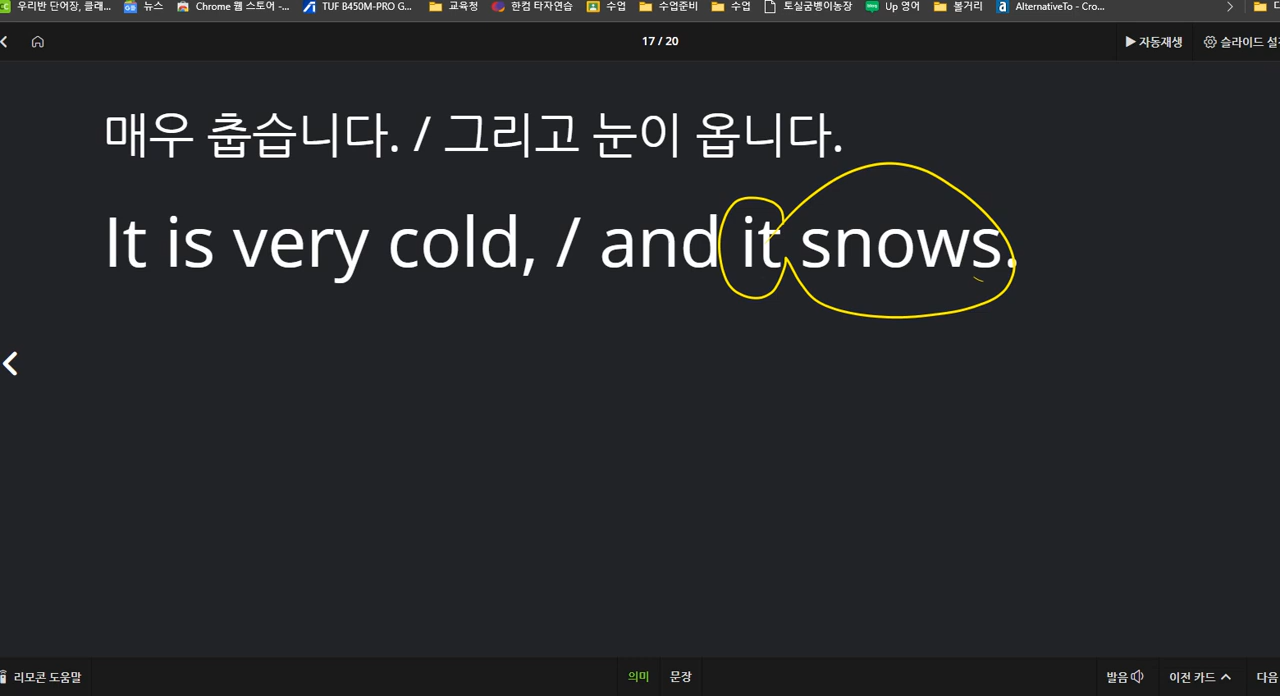 우리반 단어장, 클래... 뉴스 Chrome 웹 스토어 -... TUF B450M-PRO G... 교육청 한컴 타자연습 수업 수업준비 수업 토실굼벵이농장 Up 영어 볼거리 AlternativeTo - Cro...
17 / 20 자동재생 슬라이드 설
매우 춥습니다. / 그리고 눈이 옵니다.
It is very cold, / and it snows.
리모콘 도움말 의미 문장 발음 이전 카드 다음